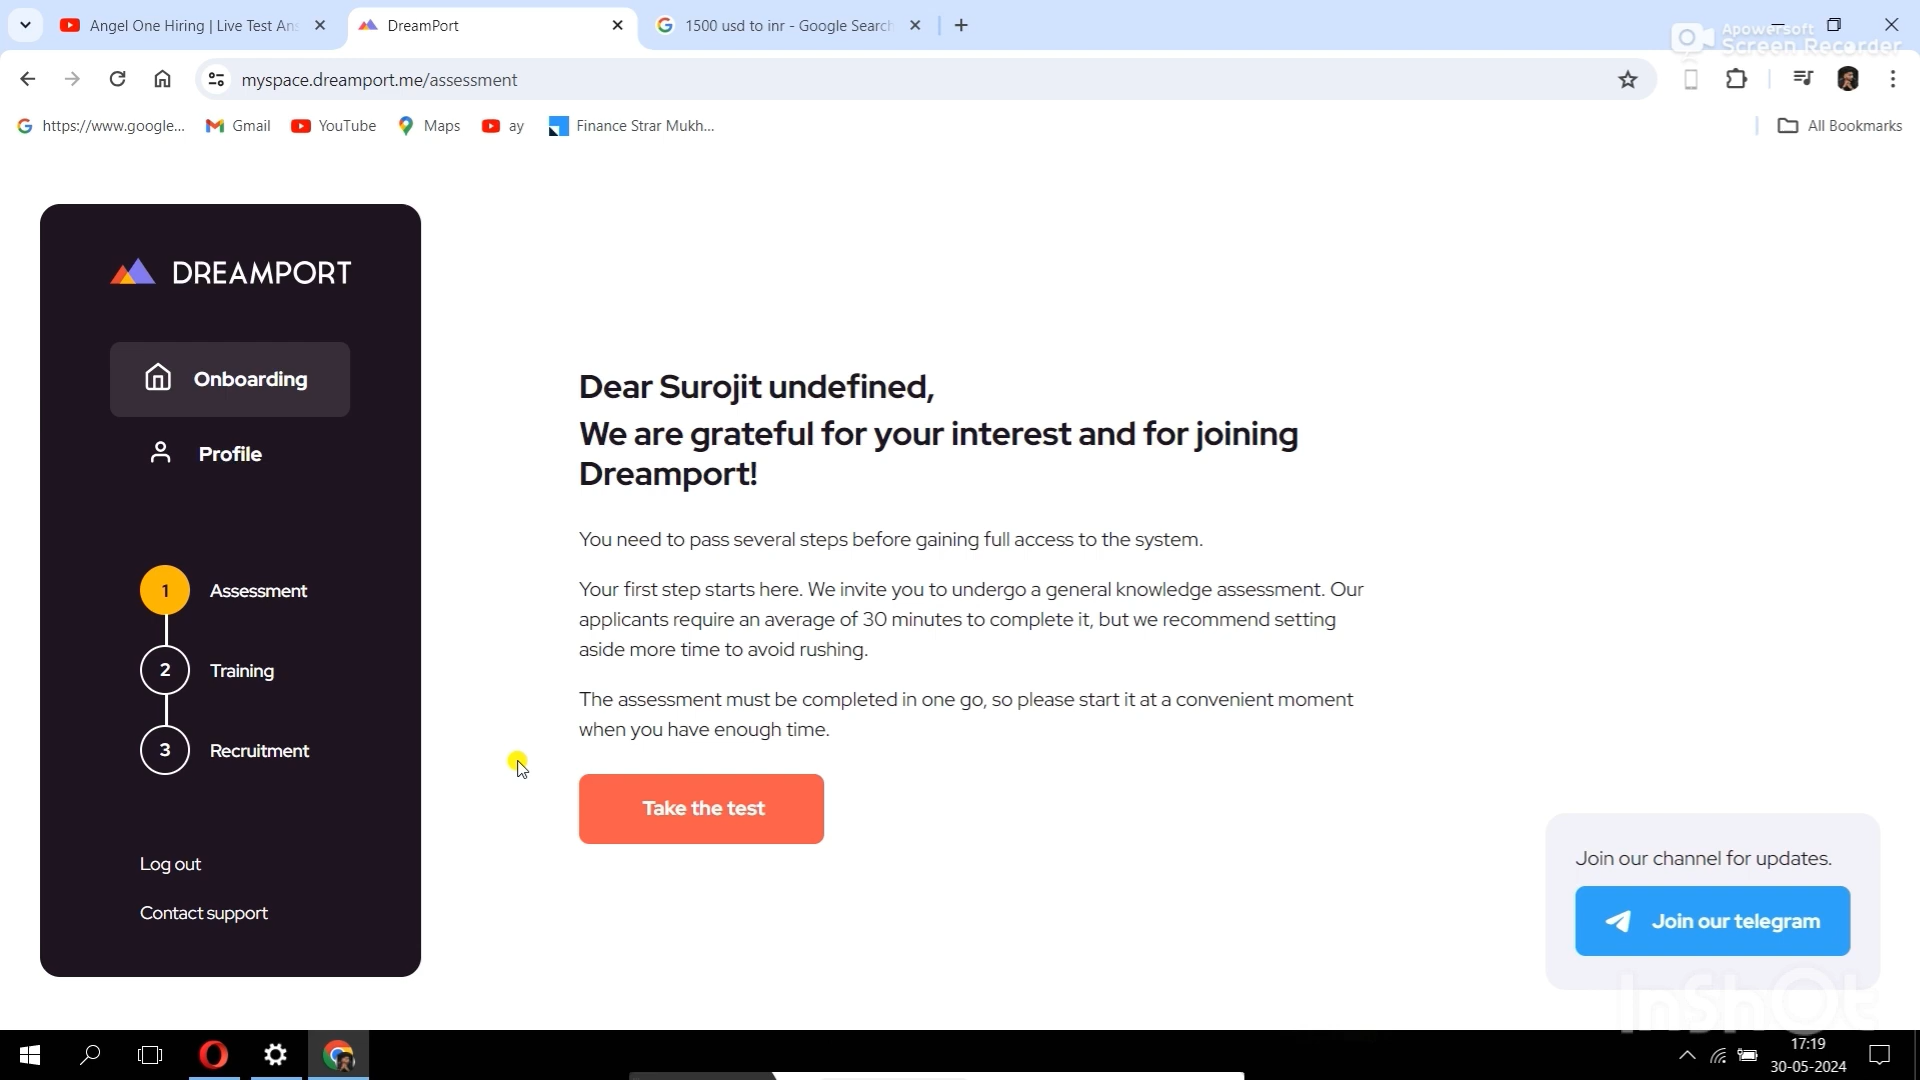 Angel One Hiring | Live Test Ans
DreamPort
1500 usd to inr - Google Search
Apowersoft
Screen Recorder
myspace.dreamport.me/assessment
https://www.google...
Gmail
YouTube
Maps
ay
Finance Strar Mukh...
All Bookmarks
DREAMPORT
Onboarding
Profile
1 Assessment
2 Training
3 Recruitment
Log out
Contact support
Dear Surojit undefined,
We are grateful for your interest and for joining
Dreamport!
You need to pass several steps before gaining full access to the system.
Your first step starts here. We invite you to undergo a general knowledge assessment. Our
applicants require an average of 30 minutes to complete it, but we recommend setting
aside more time to avoid rushing.
The assessment must be completed in one go, so please start it at a convenient moment
when you have enough time.
Take the test
Join our channel for updates.
Join our telegram
InShOt
17:19
30-05-2024